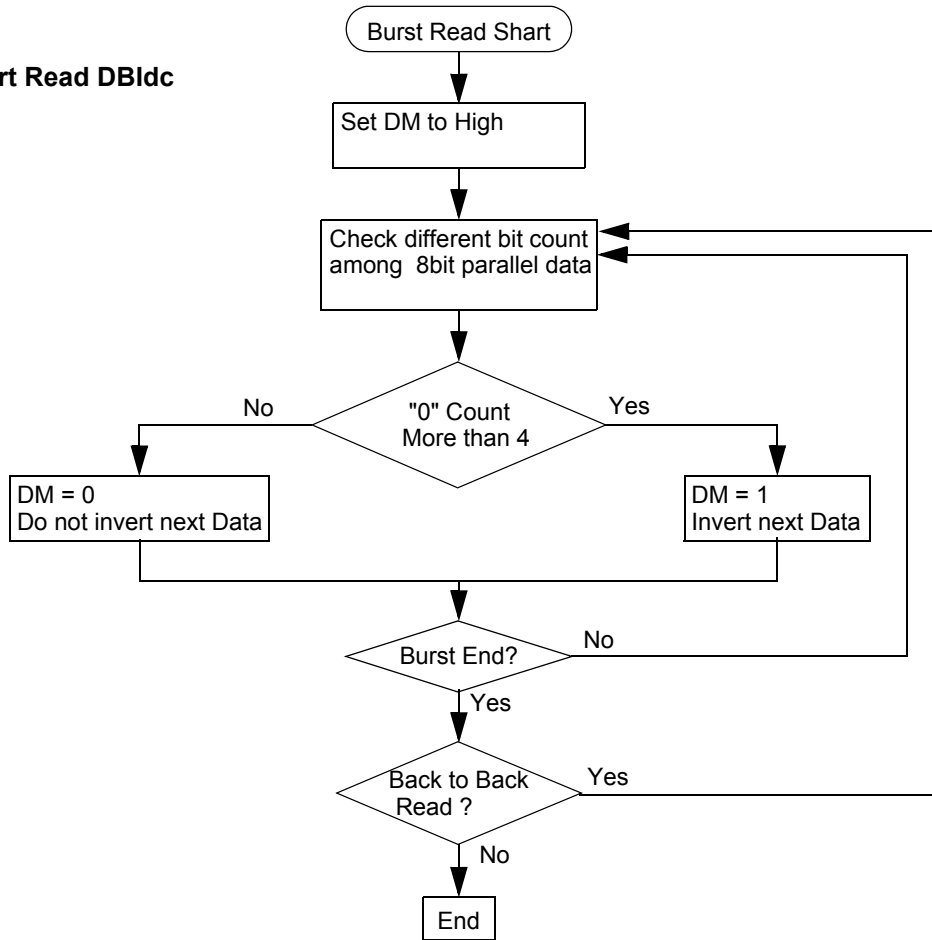 Burst Read Shart
rt Read DBIdc
Set DM to High
Check different bit count
among 8bit parallel data
"0" Count
More than 4
No
Yes
DM = 0
Do not invert next Data
DM = 1
Invert next Data
Burst End?
No
Yes
Back to Back
Read ?
Yes
No
End